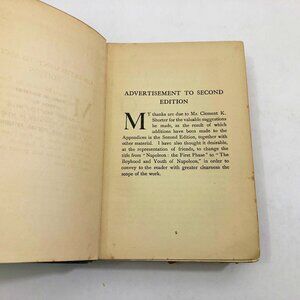 ADVERTISEMENT TO SECOND
EDITION
MY thanks are due to Mr. Clement K.
Shorter for the valuable suggestions
he made, as the result of which
additions have been made to the
Appendices in the Second Edition, together with
other material. I have also thought it desirable, on
the representation of friends, to change the
title from "Napoleon: the First Phase" to "The
Boyhood and Youth of Napoleon," in order to
convey to the reader with greater clearness the
scope of the work.
5